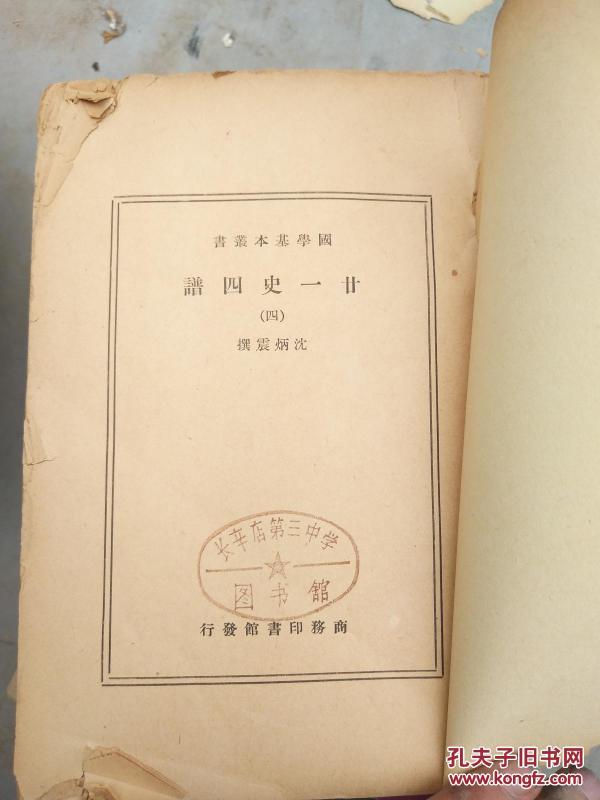 國學基本叢書
廿一史四譜
(四)
沈炳震撰
长辛店第三中学
图书舘
商務印書館發行
孔夫子旧书网
www.kongfz.com